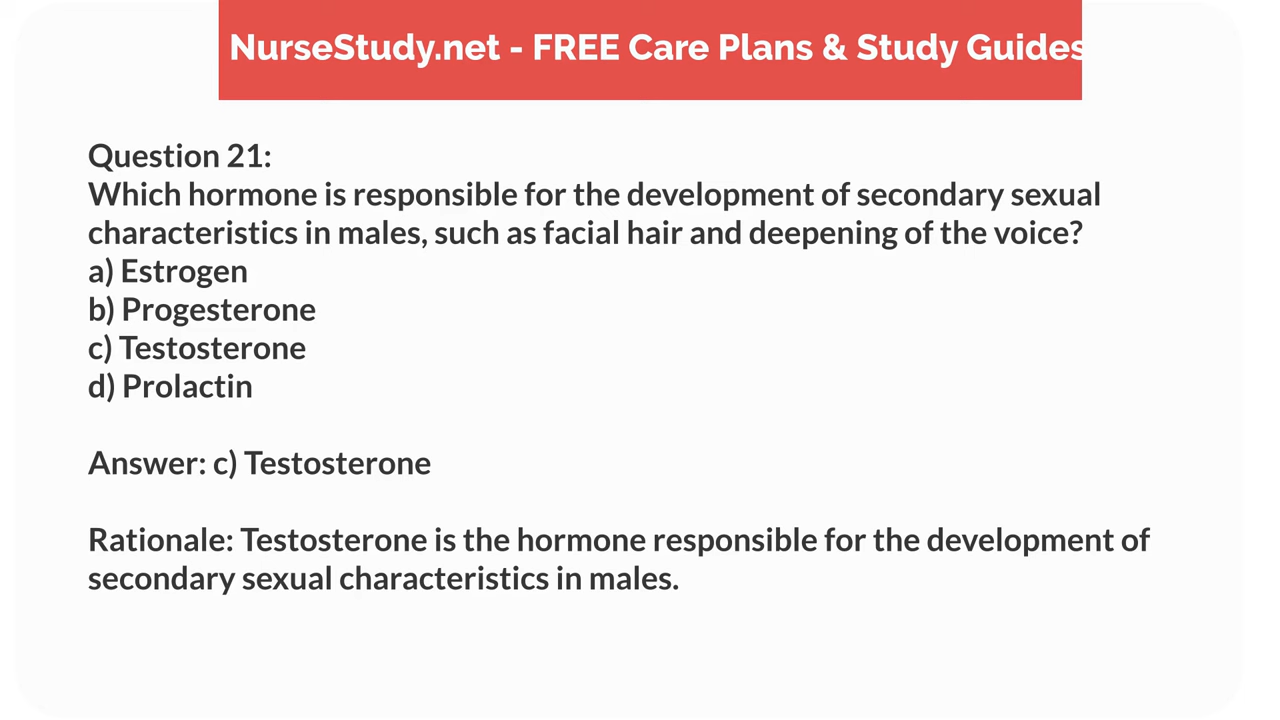 NurseStudy.net - FREE Care Plans & Study Guides
Question 21:
Which hormone is responsible for the development of secondary sexual
characteristics in males, such as facial hair and deepening of the voice?
a) Estrogen
b) Progesterone
c) Testosterone
d) Prolactin
Answer: c) Testosterone
Rationale: Testosterone is the hormone responsible for the development of
secondary sexual characteristics in males.